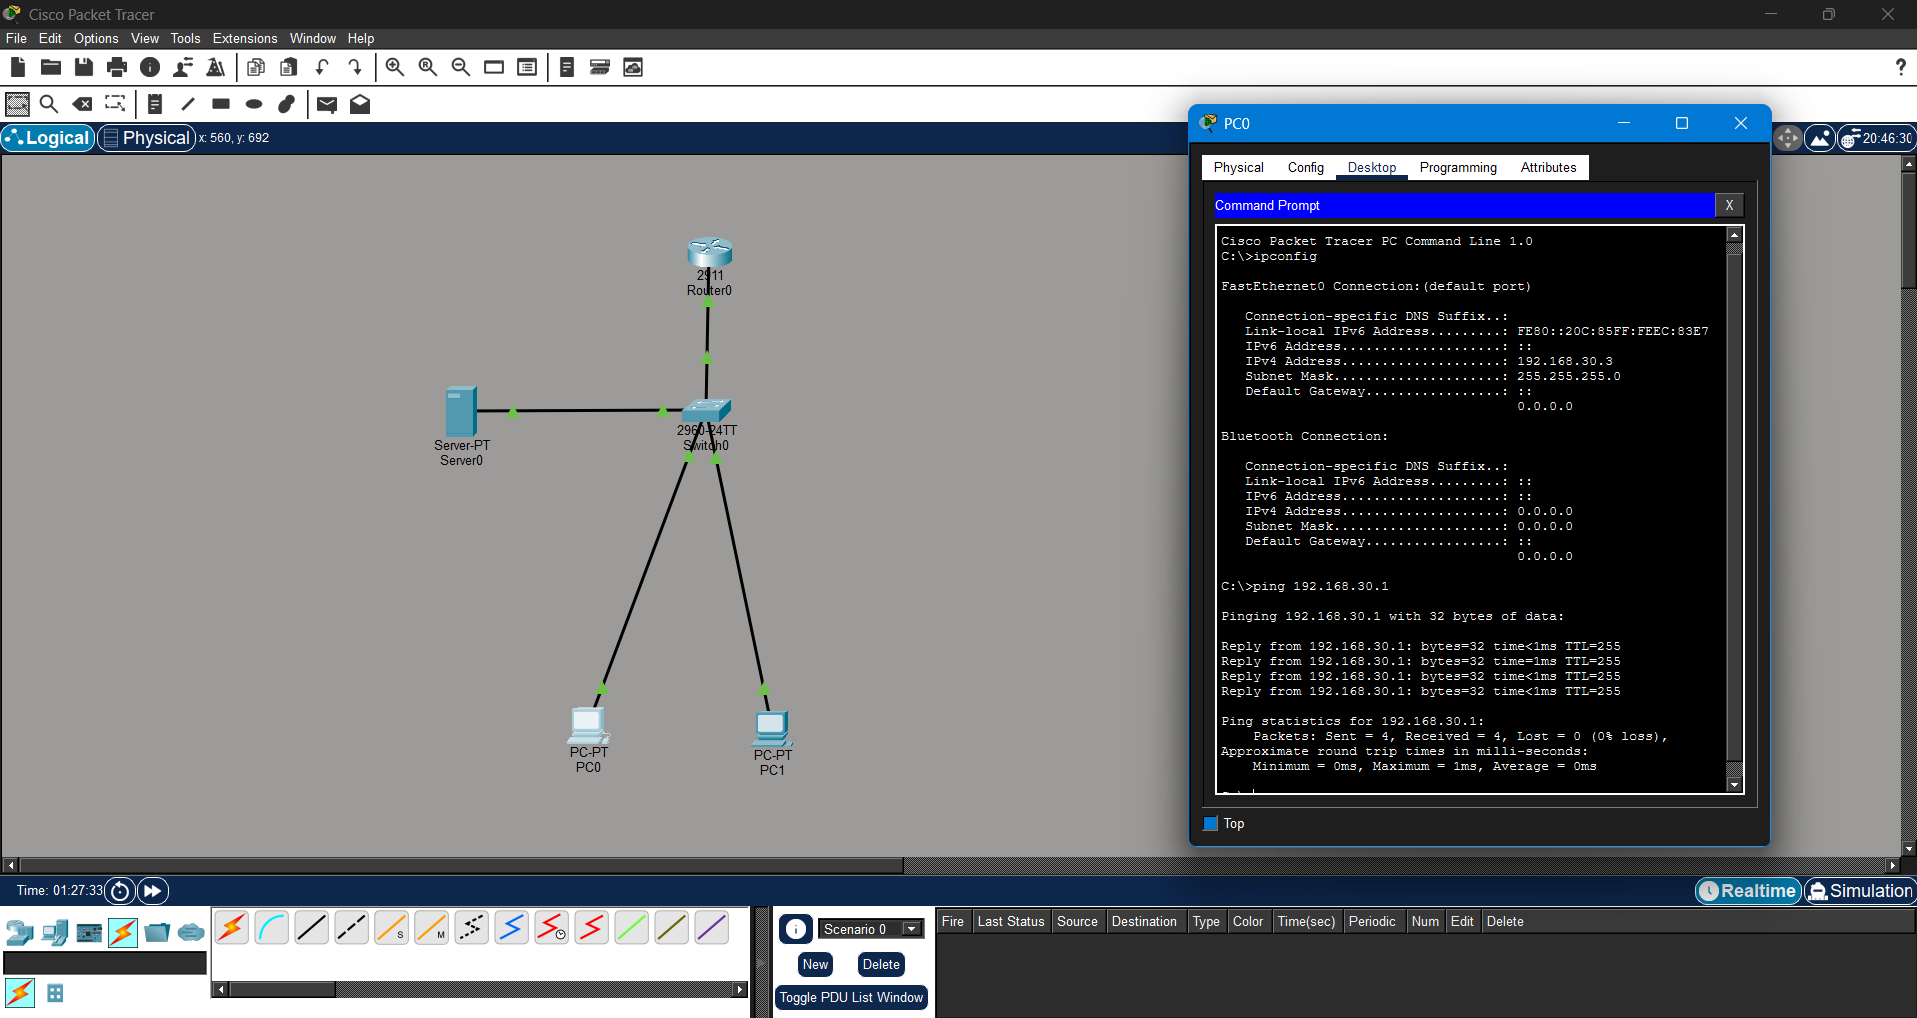 Cisco Packet Tracer
File Edit Options View Tools Extensions Window Help
?
Logical Physical x: 560, y: 692
20:46:30
2911
Router0
Server-PT
Server0
2960-24TT
Switch0
PC-PT
PC0
PC-PT
PC1
PC0
Physical Config Desktop Programming Attributes
Command Prompt
X
Cisco Packet Tracer PC Command Line 1.0
C:\>ipconfig
FastEthernet0 Connection:(default port)
Connection-specific DNS Suffix..:
Link-local IPv6 Address.........: FE80::20C:85FF:FEEC:83E7
IPv6 Address....................: ::
IPv4 Address....................: 192.168.30.3
Subnet Mask.....................: 255.255.255.0
Default Gateway.................: ::
0.0.0.0
Bluetooth Connection:
Connection-specific DNS Suffix..:
Link-local IPv6 Address.........: ::
IPv6 Address....................: ::
IPv4 Address....................: 0.0.0.0
Subnet Mask.....................: 0.0.0.0
Default Gateway.................: ::
0.0.0.0
C:\>ping 192.168.30.1
Pinging 192.168.30.1 with 32 bytes of data:
Reply from 192.168.30.1: bytes=32 time<1ms TTL=255
Reply from 192.168.30.1: bytes=32 time=1ms TTL=255
Reply from 192.168.30.1: bytes=32 time<1ms TTL=255
Reply from 192.168.30.1: bytes=32 time<1ms TTL=255
Ping statistics for 192.168.30.1:
Packets: Sent = 4, Received = 4, Lost = 0 (0% loss),
Approximate round trip times in milli-seconds:
Minimum = 0ms, Maximum = 1ms, Average = 0ms
Top
Time: 01:27:33
Realtime Simulation
S
M
Scenario 0
New Delete
Toggle PDU List Window
Fire Last Status Source Destination Type Color Time(sec) Periodic Num Edit Delete